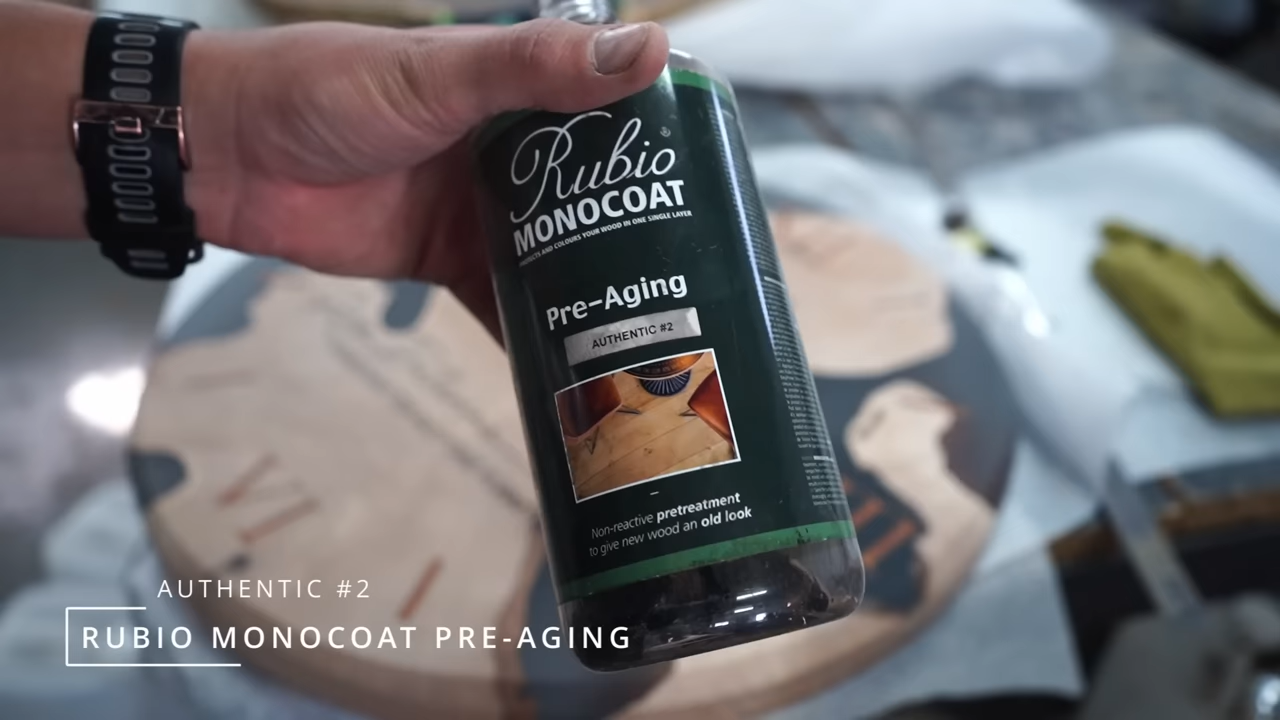 Rubio®
MONOCOAT
PROTECTS AND COLOURS YOUR WOOD IN ONE SINGLE LAYER
Pre-Aging
AUTHENTIC #2
Non-reactive pretreatment
to give new wood an old look
AUTHENTIC #2
RUBIO MONOCOAT PRE-AGING